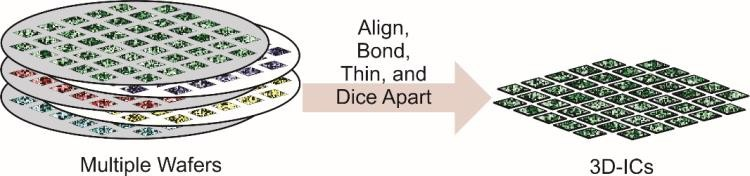 Align,
Bond,
Thin, and
Dice Apart
Multiple Wafers
3D-ICs